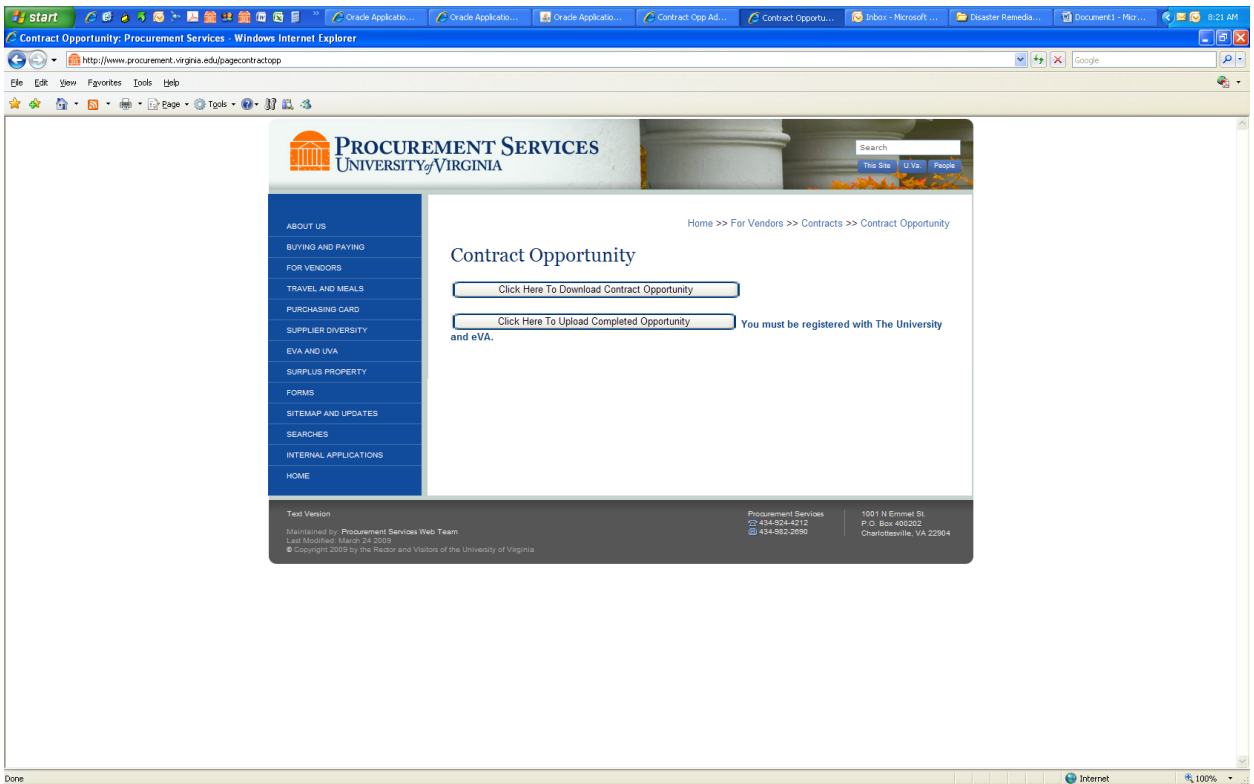 start
»
Oracle Applicatio...
Oracle Applicatio...
Oracle Applicatio...
Contract Opp Ad...
Contract Opportu...
Inbox - Microsoft ...
Disaster Remedia...
Document1 - Micr...
8:21 AM
Contract Opportunity: Procurement Services - Windows Internet Explorer
http://www.procurement.virginia.edu/pagecontractopp
Google
File Edit View Favorites Tools Help
Page Tools
PROCUREMENT SERVICES
UNIVERSITY of VIRGINIA
Search
This Site U.Va. People
Home >> For Vendors >> Contracts >> Contract Opportunity
ABOUT US
BUYING AND PAYING
FOR VENDORS
TRAVEL AND MEALS
PURCHASING CARD
SUPPLIER DIVERSITY
EVA AND UVA
SURPLUS PROPERTY
FORMS
SITEMAP AND UPDATES
SEARCHES
INTERNAL APPLICATIONS
HOME
Contract Opportunity
Click Here To Download Contract Opportunity
Click Here To Upload Completed Opportunity You must be registered with The University
and eVA.
Text Version
Maintained by: Procurement Services Web Team
Last Modified: March 24 2009
© Copyright 2009 by the Rector and Visitors of the University of Virginia
Procurement Services
434-924-4212
434-982-2690
1001 N Emmet St.
P.O. Box 400202
Charlottesville, VA 22904
Done
Internet
100%